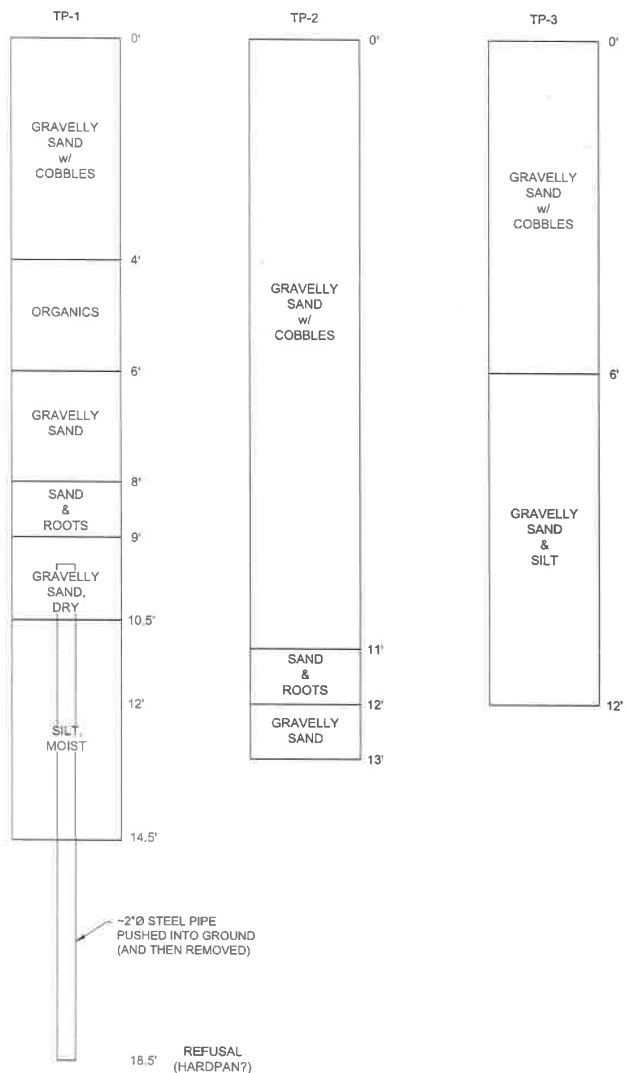 TP-1
0'
GRAVELLY
SAND
w/
COBBLES
4'
ORGANICS
6'
GRAVELLY
SAND
8'
SAND
&
ROOTS
9'
GRAVELLY
SAND,
DRY
10.5'
12'
SILT,
MOIST
14.5'
~2"Ø STEEL PIPE
PUSHED INTO GROUND
(AND THEN REMOVED)
18.5'
REFUSAL
(HARDPAN?)
TP-2
0'
GRAVELLY
SAND
w/
COBBLES
11'
SAND
&
ROOTS
12'
GRAVELLY
SAND
13'
TP-3
0'
GRAVELLY
SAND
w/
COBBLES
6'
GRAVELLY
SAND
&
SILT
12'